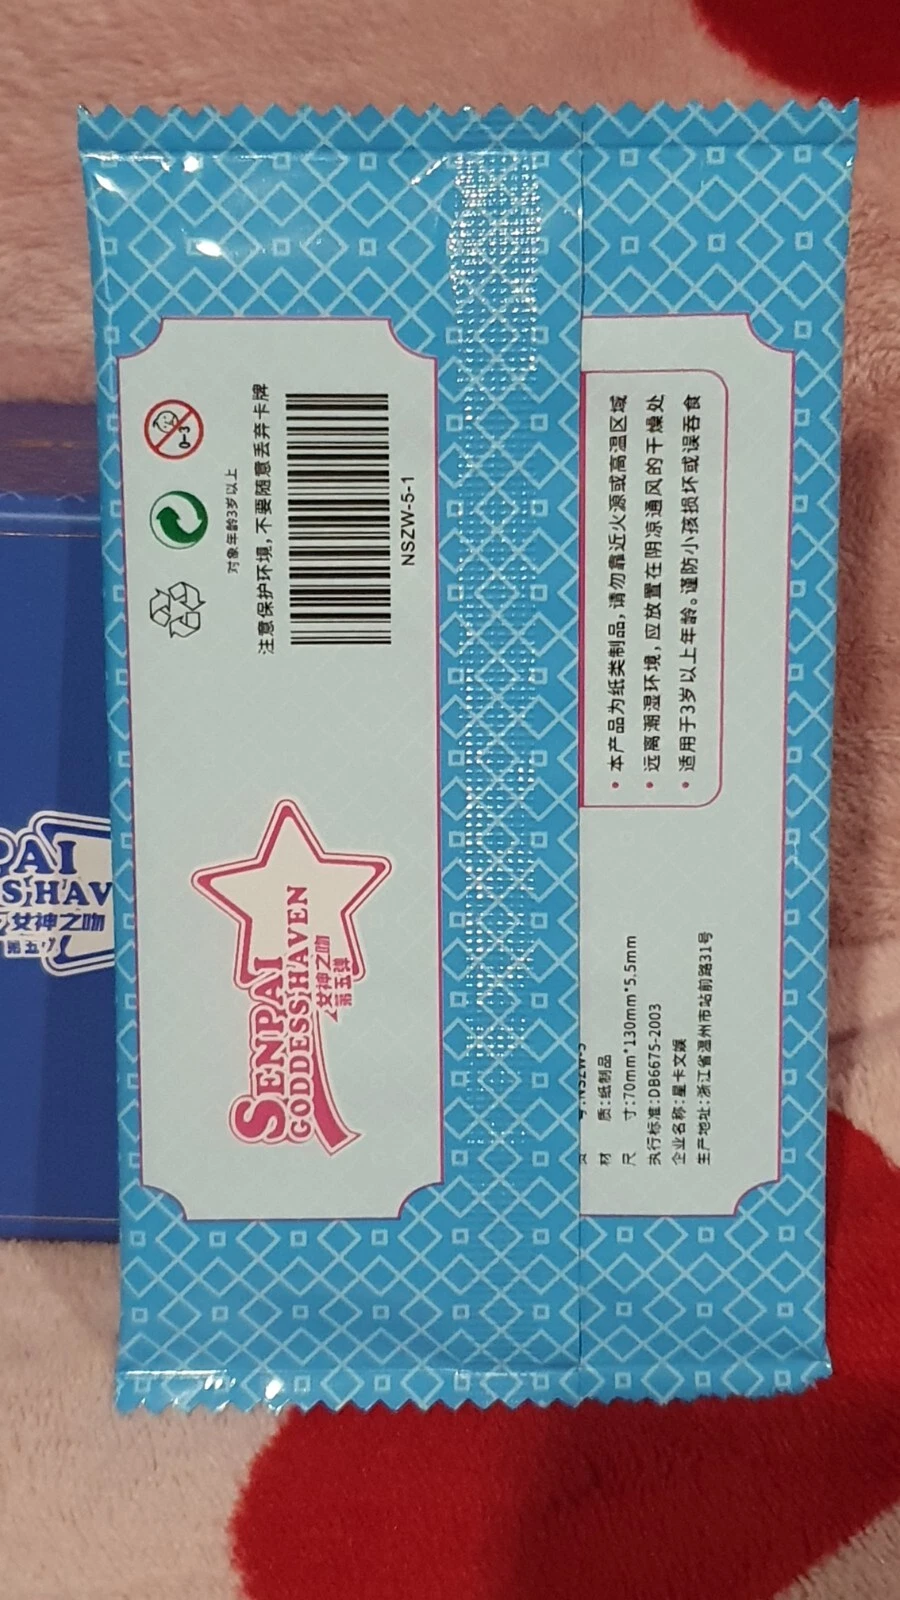 SENPAI
GODDESS HAVEN
女神之吻
第五弹
0-3
对象年龄3岁以上
注意保护环境,不要随意丢弃卡牌
NSZW-5-1
• 本产品为纸类制品,请勿靠近火源或高温区域
• 远离潮湿环境,应放置在阴凉通风的干燥处
• 适用于3岁以上年龄。谨防小孩损坏或误吞食
材 质:纸制品
尺 寸:70mm*130mm*5.5mm
执行标准:DB6675-2003
企业名称:星卡文娱
生产地址:浙江省温州市站前路31号
PAI
S HAV
女神之吻
第五